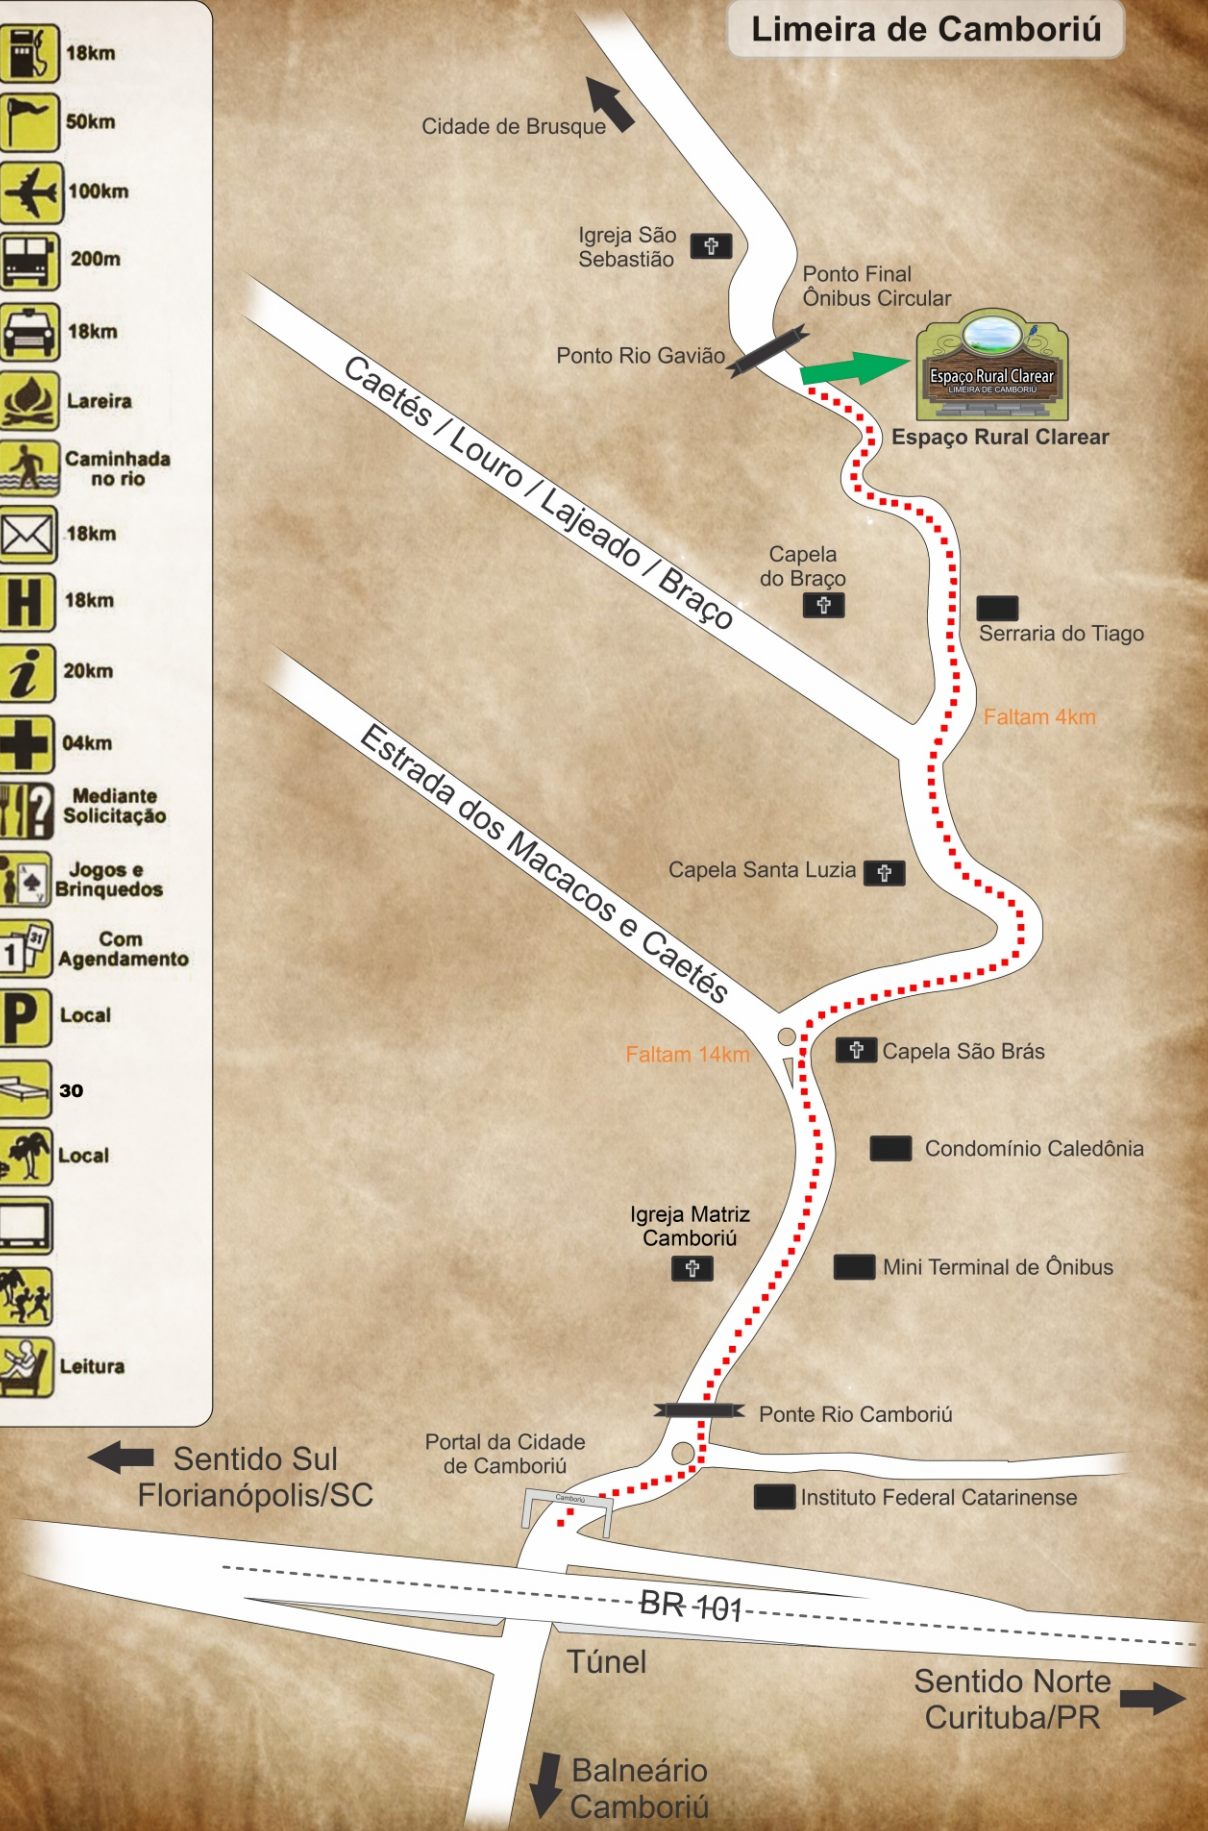 Limeira de Camboriú
18km
50km
100km
200m
18km
Lareira
Caminhada
no rio
18km
H
18km
i
20km
04km
?
Mediante
Solicitação
A
Jogos e
Brinquedos
1
31
Com
Agendamento
P
Local
30
Local
Leitura
Cidade de Brusque
Igreja São
Sebastião
Ponto Final
Ônibus Circular
Ponto Rio Gavião
Espaço Rural Clarear
LIMEIRA DE CAMBORIÚ
Espaço Rural Clarear
Caetés / Louro / Lajeado / Braço
Capela
do Braço
Serraria do Tiago
Faltam 4km
Estrada dos Macacos e Caetés
Capela Santa Luzia
Faltam 14km
Capela São Brás
Condomínio Caledônia
Igreja Matriz
Camboriú
Mini Terminal de Ônibus
Ponte Rio Camboriú
Portal da Cidade
de Camboriú
Camboriú
Instituto Federal Catarinense
Sentido Sul
Florianópolis/SC
BR 101
Túnel
Sentido Norte
Curituba/PR
Balneário
Camboriú